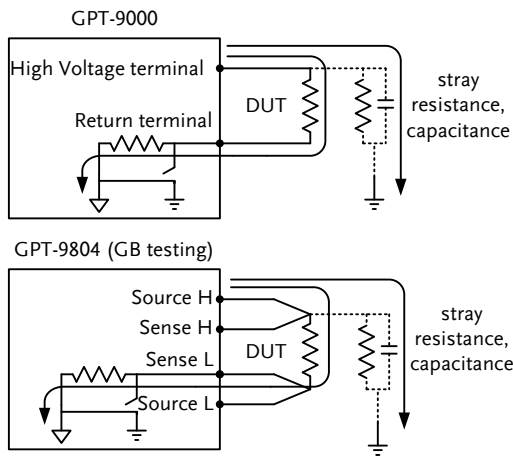 GPT-9000
High Voltage terminal
DUT
Return terminal
stray
resistance,
capacitance
GPT-9804 (GB testing)
Source H
Sense H
Sense L
DUT
Source L
stray
resistance,
capacitance